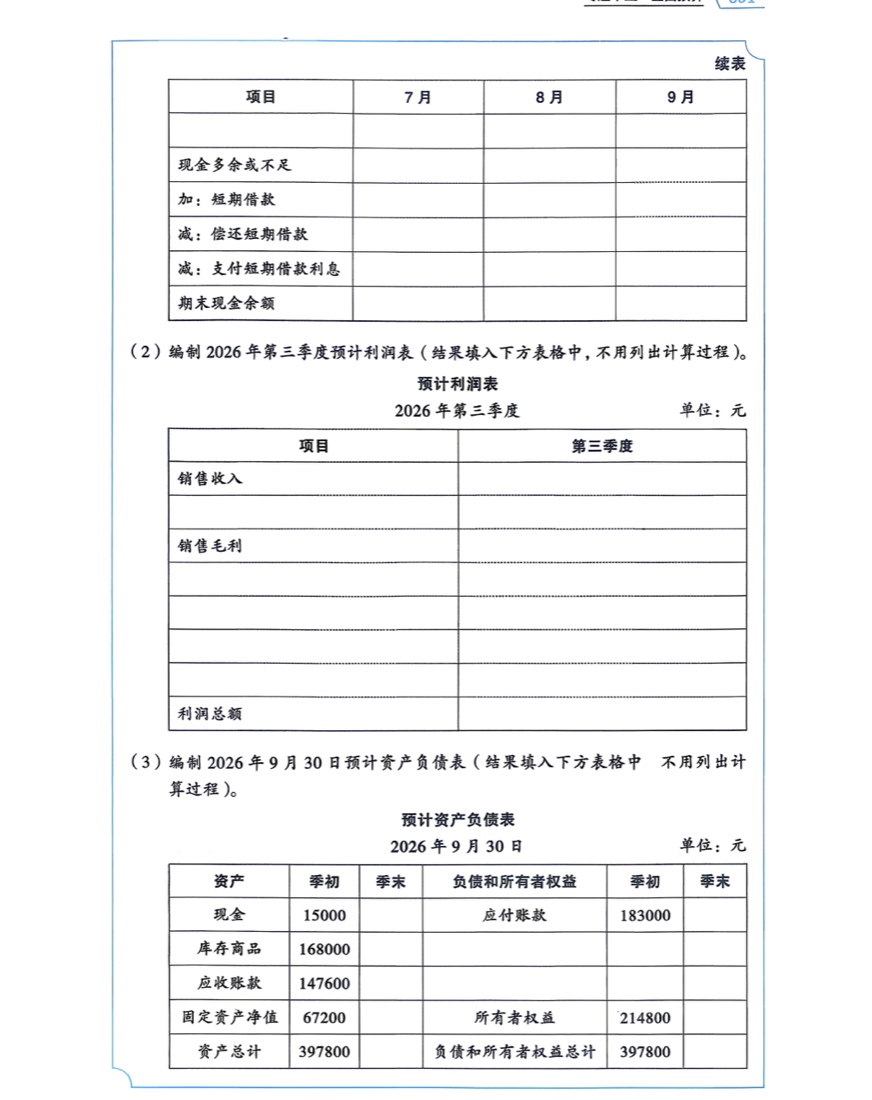 续表
项目 7月 8月 9月
现金多余或不足
加：短期借款
减：偿还短期借款
减：支付短期借款利息
期末现金余额
（2）编制2026年第三季度预计利润表（结果填入下方表格中，不用列出计算过程）。
预计利润表
2026年第三季度 单位：元
项目 第三季度
销售收入
销售毛利
利润总额
（3）编制2026年9月30日预计资产负债表（结果填入下方表格中 不用列出计
算过程）。
预计资产负债表
2026年9月30日 单位：元
资产 季初 季末 负债和所有者权益 季初 季末
现金 15000 应付账款 183000
库存商品 168000
应收账款 147600
固定资产净值 67200 所有者权益 214800
资产总计 397800 负债和所有者权益总计 397800